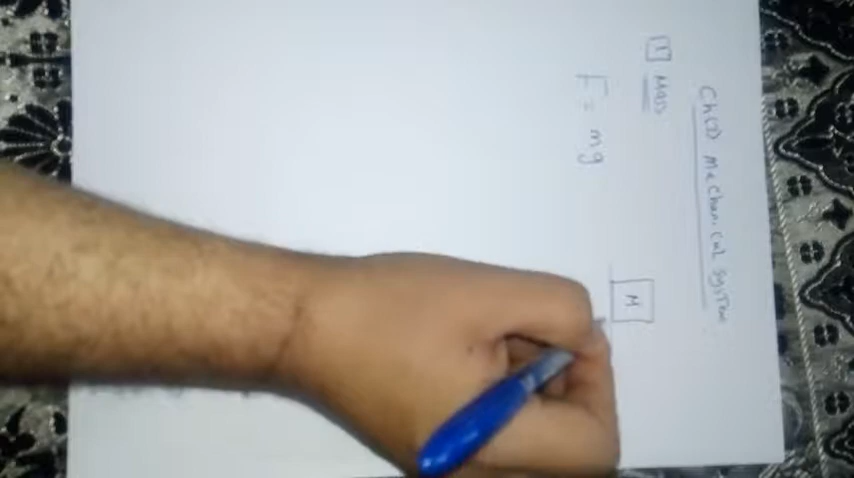 Ch(2) Mechanical system
1 Mass
F = mg
M